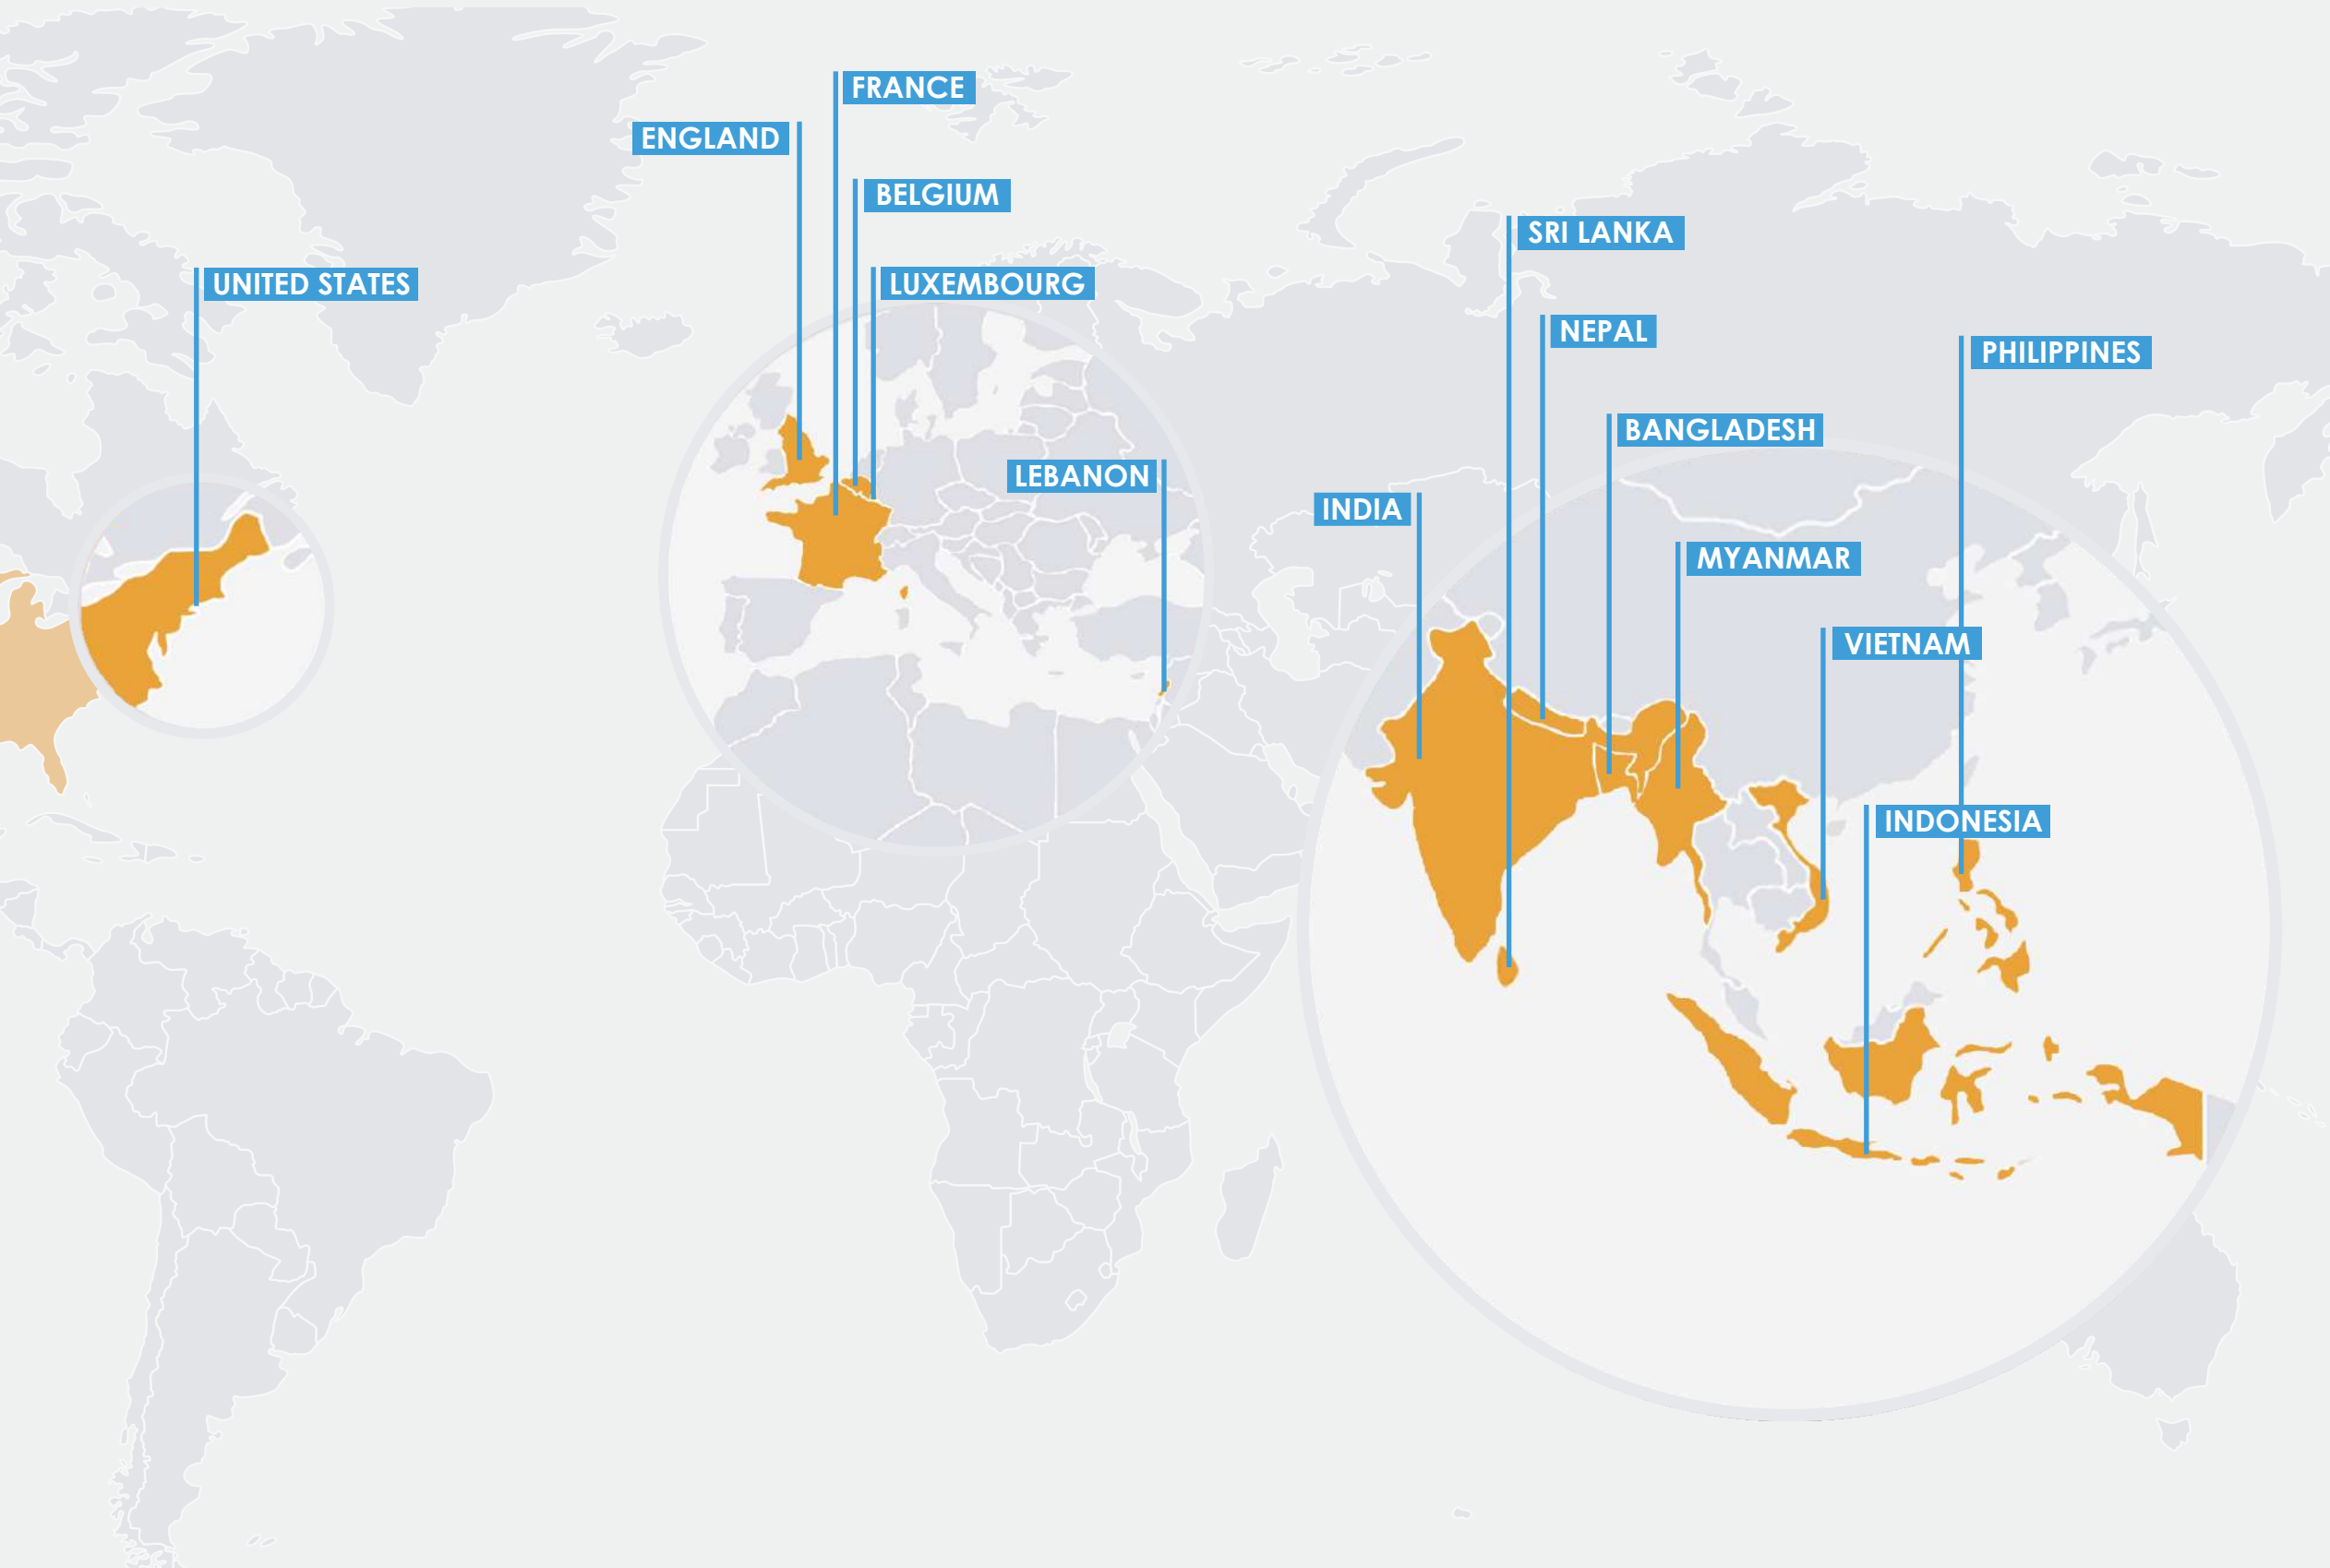 FRANCE
ENGLAND
BELGIUM
SRI LANKA
UNITED STATES
LUXEMBOURG
NEPAL
PHILIPPINES
BANGLADESH
LEBANON
INDIA
MYANMAR
VIETNAM
INDONESIA